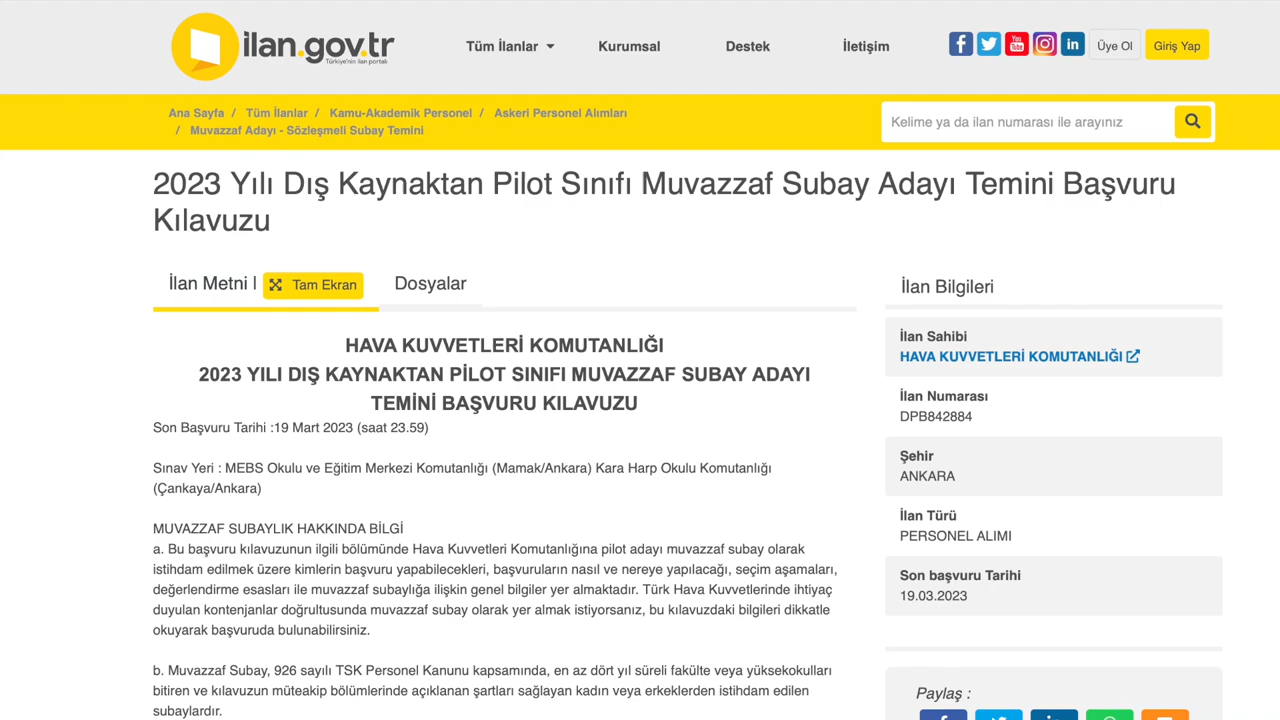 ilan.gov.tr
Türkiye'nin ilan portalı
Tüm İlanlar
Kurumsal
Destek
İletişim
You Tube
in
Üye Ol
Giriş Yap
Ana Sayfa / Tüm İlanlar / Kamu-Akademik Personel / Askeri Personel Alımları
/ Muvazzaf Adayı - Sözleşmeli Subay Temini
Kelime ya da ilan numarası ile arayınız
2023 Yılı Dış Kaynaktan Pilot Sınıfı Muvazzaf Subay Adayı Temini Başvuru
Kılavuzu
İlan Metni | Tam Ekran
Dosyalar
HAVA KUVVETLERİ KOMUTANLIĞI
2023 YILI DIŞ KAYNAKTAN PİLOT SINIFI MUVAZZAF SUBAY ADAYI
TEMİNİ BAŞVURU KILAVUZU
Son Başvuru Tarihi :19 Mart 2023 (saat 23.59)
Sınav Yeri : MEBS Okulu ve Eğitim Merkezi Komutanlığı (Mamak/Ankara) Kara Harp Okulu Komutanlığı
(Çankaya/Ankara)
MUVAZZAF SUBAYLIK HAKKINDA BİLGİ
a. Bu başvuru kılavuzunun ilgili bölümünde Hava Kuvvetleri Komutanlığına pilot adayı muvazzaf subay olarak
istihdam edilmek üzere kimlerin başvuru yapabilecekleri, başvuruların nasıl ve nereye yapılacağı, seçim aşamaları,
değerlendirme esasları ile muvazzaf subaylığa ilişkin genel bilgiler yer almaktadır. Türk Hava Kuvvetlerinde ihtiyaç
duyulan kontenjanlar doğrultusunda muvazzaf subay olarak yer almak istiyorsanız, bu kılavuzdaki bilgileri dikkatle
okuyarak başvuruda bulunabilirsiniz.
b. Muvazzaf Subay, 926 sayılı TSK Personel Kanunu kapsamında, en az dört yıl süreli fakülte veya yüksekokulları
bitiren ve kılavuzun müteakip bölümlerinde açıklanan şartları sağlayan kadın veya erkeklerden istihdam edilen
subaylardır.
İlan Bilgileri
İlan Sahibi
HAVA KUVVETLERİ KOMUTANLIĞI
İlan Numarası
DPB842884
Şehir
ANKARA
İlan Türü
PERSONEL ALIMI
Son başvuru Tarihi
19.03.2023
Paylaş :